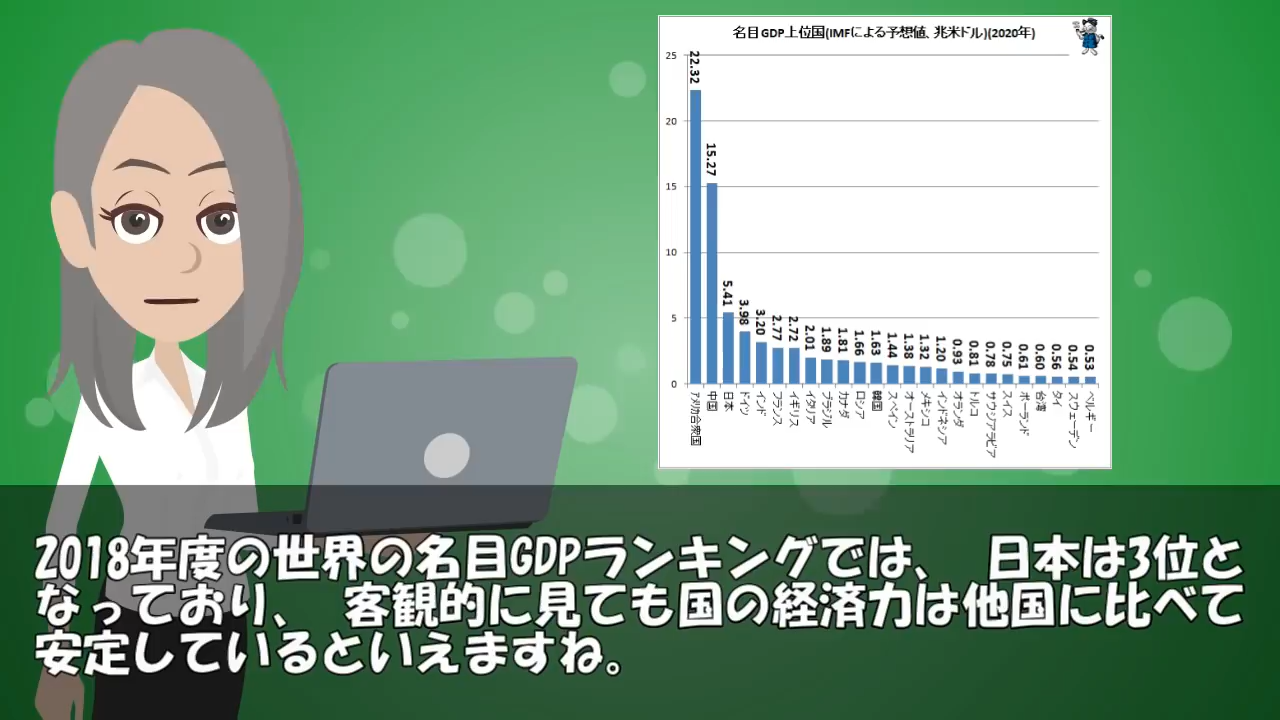 名目GDP上位国(IMFによる予想値、兆米ドル)(2020年)
25
20
15
10
5
0
22.32
15.27
5.41
3.98
3.20
2.77
2.72
2.01
1.89
1.81
1.66
1.63
1.44
1.38
1.32
1.20
0.93
0.81
0.78
0.75
0.61
0.60
0.56
0.54
0.53
アメリカ合衆国
中国
日本
ドイツ
インド
フランス
イギリス
イタリア
ブラジル
カナダ
ロシア
韓国
スペイン
オーストラリア
メキシコ
インドネシア
オランダ
トルコ
サウジアラビア
スイス
ポーランド
台湾
タイ
スウェーデン
ベルギー
2018年度の世界の名目GDPランキングでは、 日本は3位と
なっており、 客観的に見ても国の経済力は他国に比べて
安定しているといえますね。